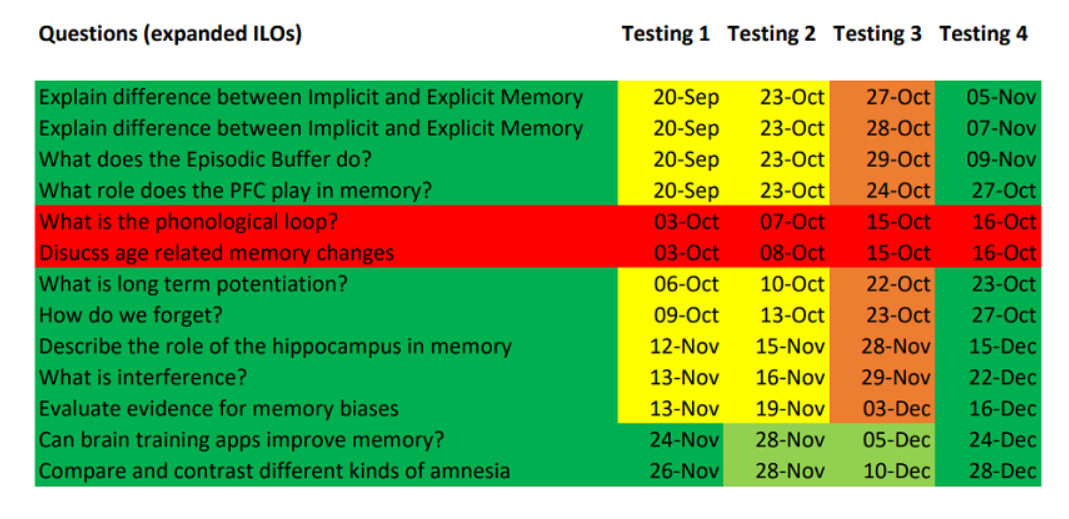 Questions (expanded ILOs) Testing 1 Testing 2 Testing 3 Testing 4
Explain difference between Implicit and Explicit Memory 20-Sep 23-Oct 27-Oct 05-Nov
Explain difference between Implicit and Explicit Memory 20-Sep 23-Oct 28-Oct 07-Nov
What does the Episodic Buffer do? 20-Sep 23-Oct 29-Oct 09-Nov
What role does the PFC play in memory? 20-Sep 23-Oct 24-Oct 27-Oct
What is the phonological loop? 03-Oct 07-Oct 15-Oct 16-Oct
Disucss age related memory changes 03-Oct 08-Oct 15-Oct 16-Oct
What is long term potentiation? 06-Oct 10-Oct 22-Oct 23-Oct
How do we forget? 09-Oct 13-Oct 23-Oct 27-Oct
Describe the role of the hippocampus in memory 12-Nov 15-Nov 28-Nov 15-Dec
What is interference? 13-Nov 16-Nov 29-Nov 22-Dec
Evaluate evidence for memory biases 13-Nov 19-Nov 03-Dec 16-Dec
Can brain training apps improve memory? 24-Nov 28-Nov 05-Dec 24-Dec
Compare and contrast different kinds of amnesia 26-Nov 28-Nov 10-Dec 28-Dec